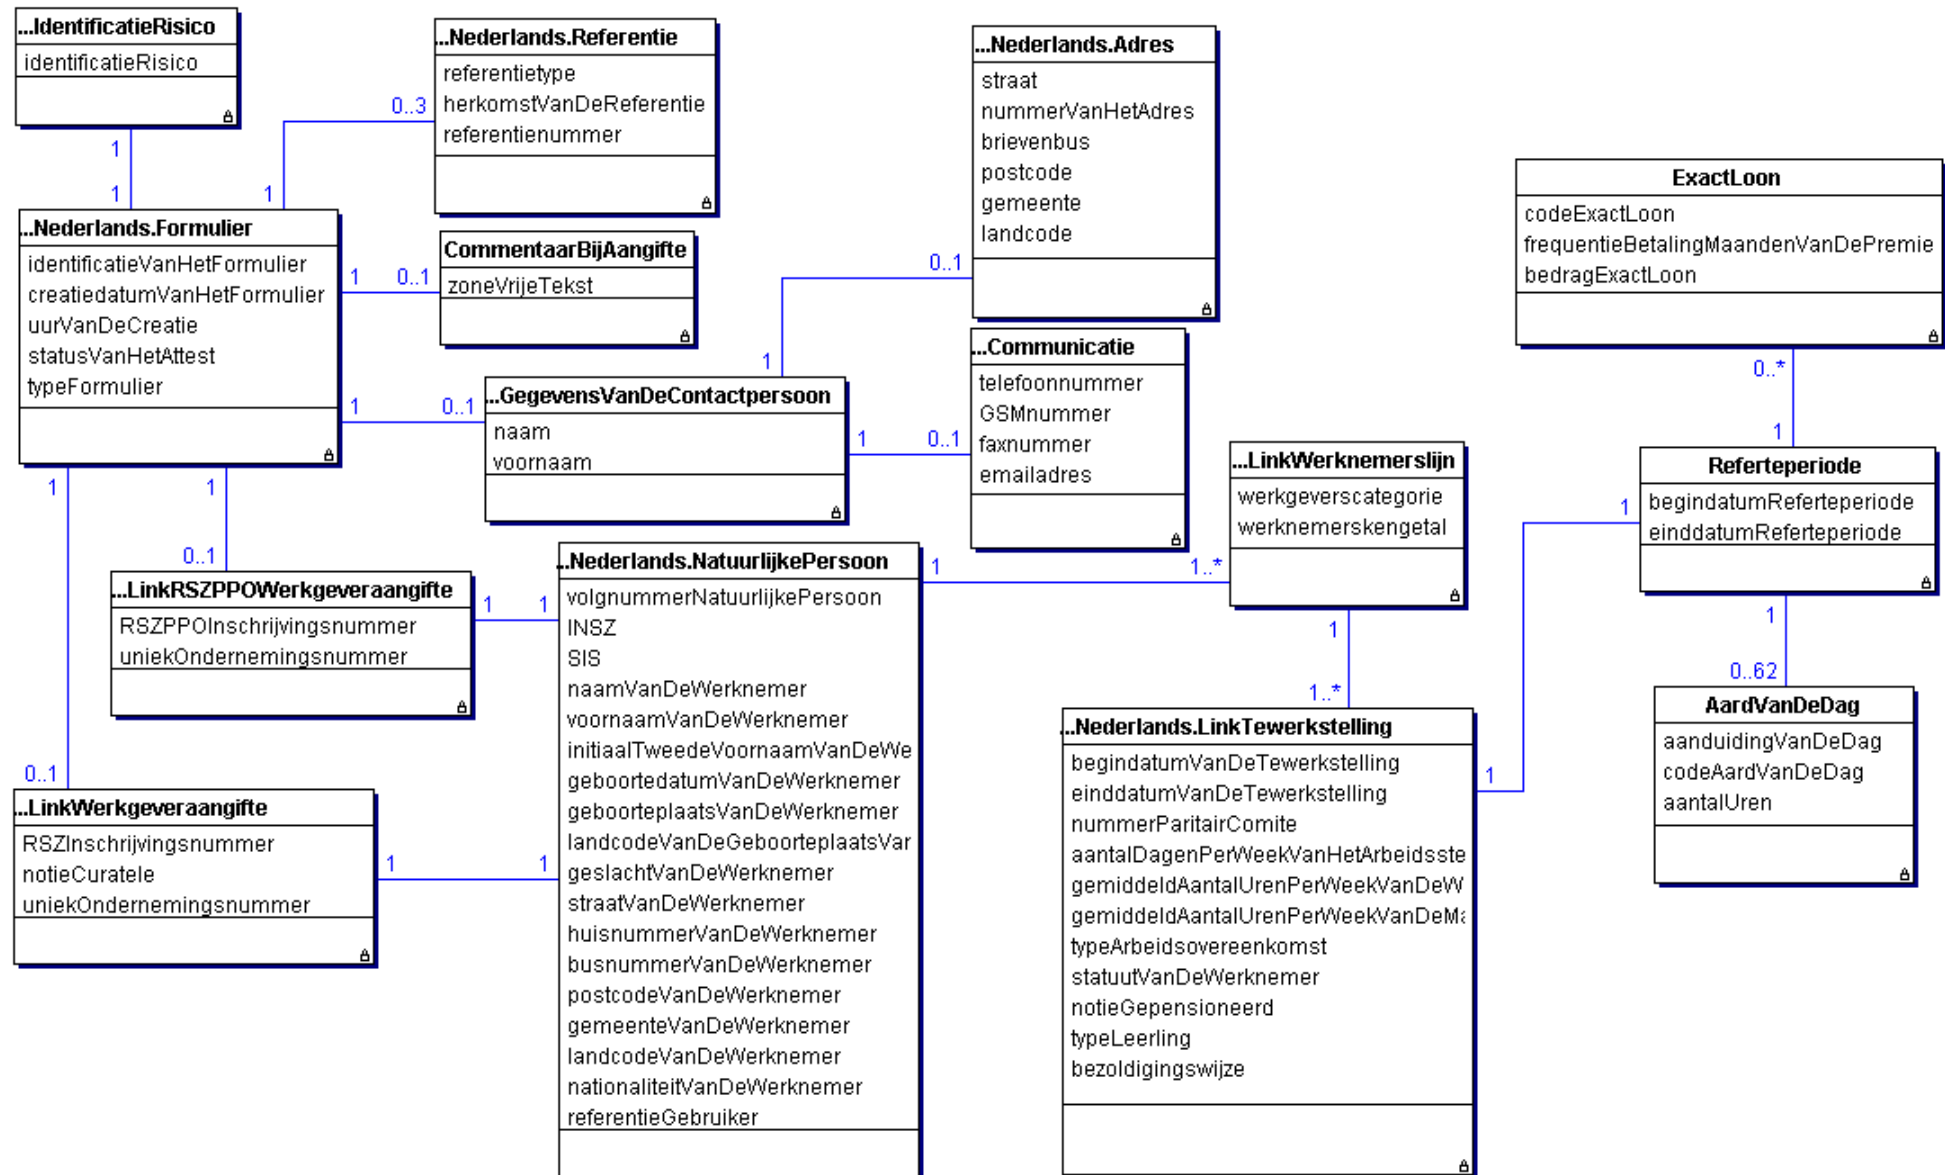 ...IdentificatieRisico
identificatieRisico
1
1
...Nederlands.Referentie
referentietype
herkomstVanDeReferentie
referentienummer
0..3
1
...Nederlands.Formulier
identificatieVanHetFormulier
creatiedatumVanHetFormulier
uurVanDeCreatie
statusVanHetAttest
typeFormulier
CommentaarBijAangifte
zoneVrijeTekst
1
0..1
...GegevensVanDeContactpersoon
naam
voornaam
1
0..1
...Nederlands.Adres
straat
nummerVanHetAdres
brievenbus
postcode
gemeente
landcode
0..1
1
...Communicatie
telefoonnummer
GSMnummer
faxnummer
emailadres
1
0..1
ExactLoon
codeExactLoon
frequentieBetalingMaandenVanDePremie
bedragExactLoon
0..*
1
Referteperiode
begindatumReferteperiode
einddatumReferteperiode
1
1
0..62
AardVanDeDag
aanduidingVanDeDag
codeAardVanDeDag
aantalUren
...LinkWerknemerslijn
werkgeverscategorie
werknemerskengetal
1
1..*
1
1..*
...Nederlands.LinkTewerkstelling
begindatumVanDeTewerkstelling
einddatumVanDeTewerkstelling
nummerParitairComite
aantalDagenPerWeekVanHetArbeidsste
gemiddeldAantalUrenPerWeekVanDeW
gemiddeldAantalUrenPerWeekVanDeMa
typeArbeidsovereenkomst
statuutVanDeWerknemer
notieGepensioneerd
typeLeerling
bezoldigingswijze
1
1
0..1
...LinkRSZPPOWerkgeveraangifte
RSZPPOInschrijvingsnummer
uniekOndernemingsnummer
1
1
1
0..1
...LinkWerkgeveraangifte
RSZInschrijvingsnummer
notieCuratele
uniekOndernemingsnummer
1
1
...Nederlands.NatuurlijkePersoon
volgnummerNatuurlijkePersoon
INSZ
SIS
naamVanDeWerknemer
voornaamVanDeWerknemer
initiaalTweedeVoornaamVanDeWe
geboortedatumVanDeWerknemer
geboorteplaatsVanDeWerknemer
landcodeVanDeGeboorteplaatsVar
geslachtVanDeWerknemer
straatVanDeWerknemer
huisnummerVanDeWerknemer
busnummerVanDeWerknemer
postcodeVanDeWerknemer
gemeenteVanDeWerknemer
landcodeVanDeWerknemer
nationaliteitVanDeWerknemer
referentieGebruiker